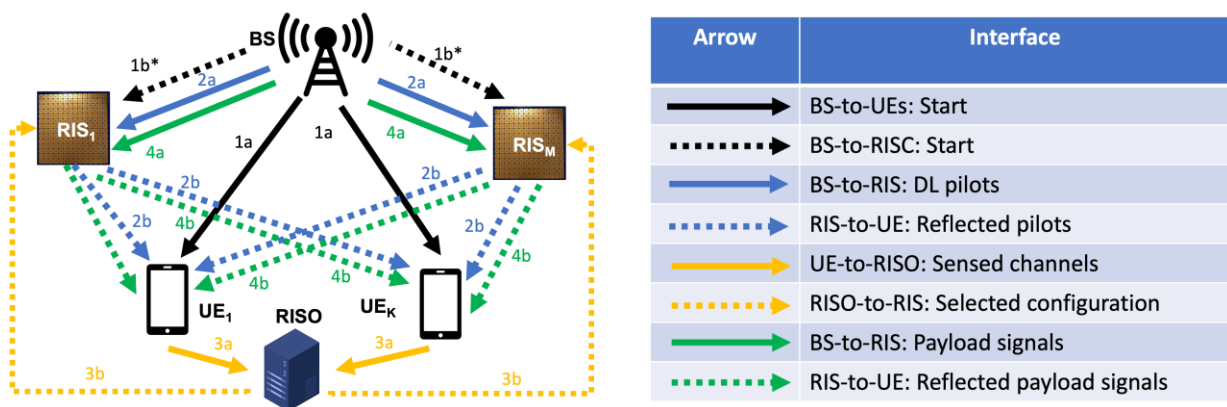 BS
1b*
1b*
2a
2a
RIS1
4a
1a
1a
4a
RISM
2b
2b
2b
4b
4b
2b
4b
4b
4b
UE1
RISO
UEK
3a
3a
3b
3b
Arrow Interface
BS-to-UEs: Start
BS-to-RISC: Start
BS-to-RIS: DL pilots
RIS-to-UE: Reflected pilots
UE-to-RISO: Sensed channels
RISO-to-RIS: Selected configuration
BS-to-RIS: Payload signals
RIS-to-UE: Reflected payload signals